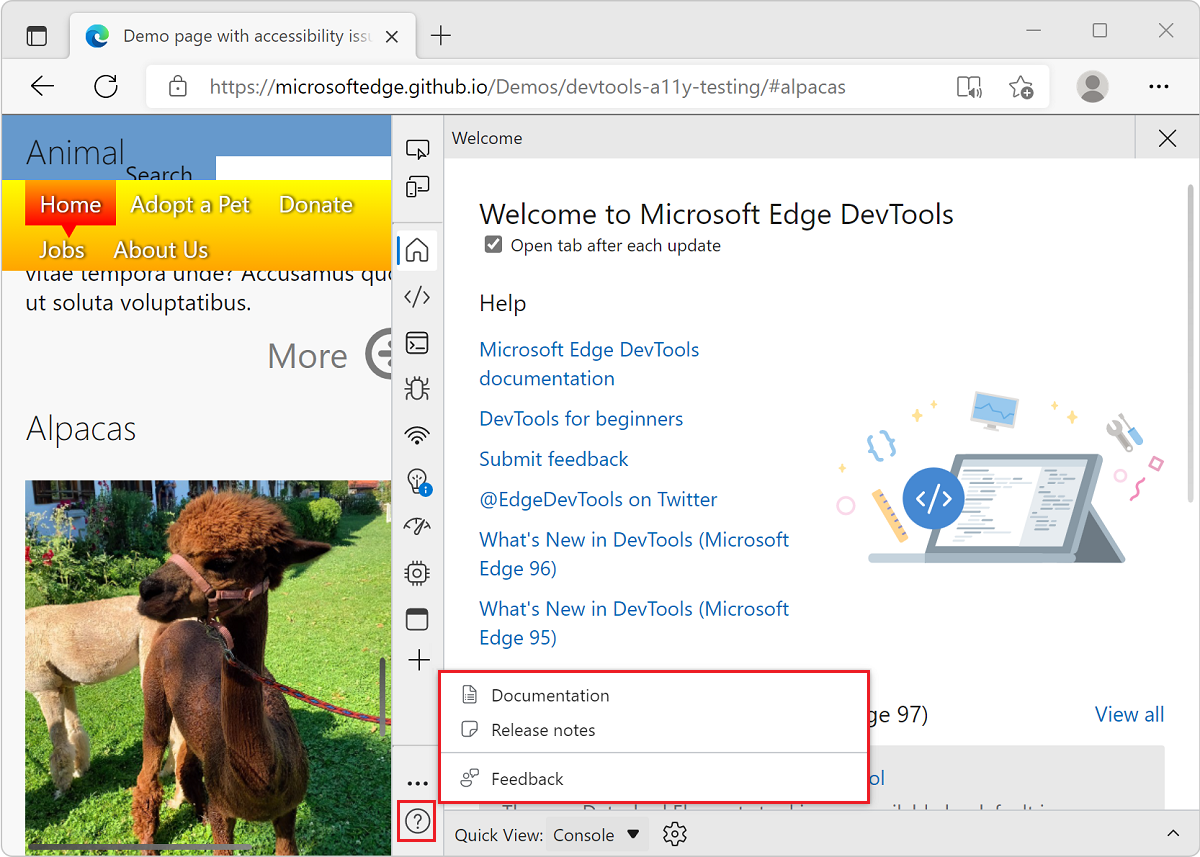 Demo page with accessibility iss
https://microsoftedge.github.io/Demos/devtools-a11y-testing/#alpacas
Animal
Search
Home
Adopt a Pet
Donate
Jobs
About Us
vitae tempora unde? Accusamus quo
ut soluta voluptatibus.
More
Alpacas
Welcome
Welcome to Microsoft Edge DevTools
Open tab after each update
Help
Microsoft Edge DevTools
documentation
DevTools for beginners
Submit feedback
@EdgeDevTools on Twitter
What's New in DevTools (Microsoft
Edge 96)
What's New in DevTools (Microsoft
Edge 95)
ge 97)
View all
ol
Documentation
Release notes
Feedback
Quick View:
Console